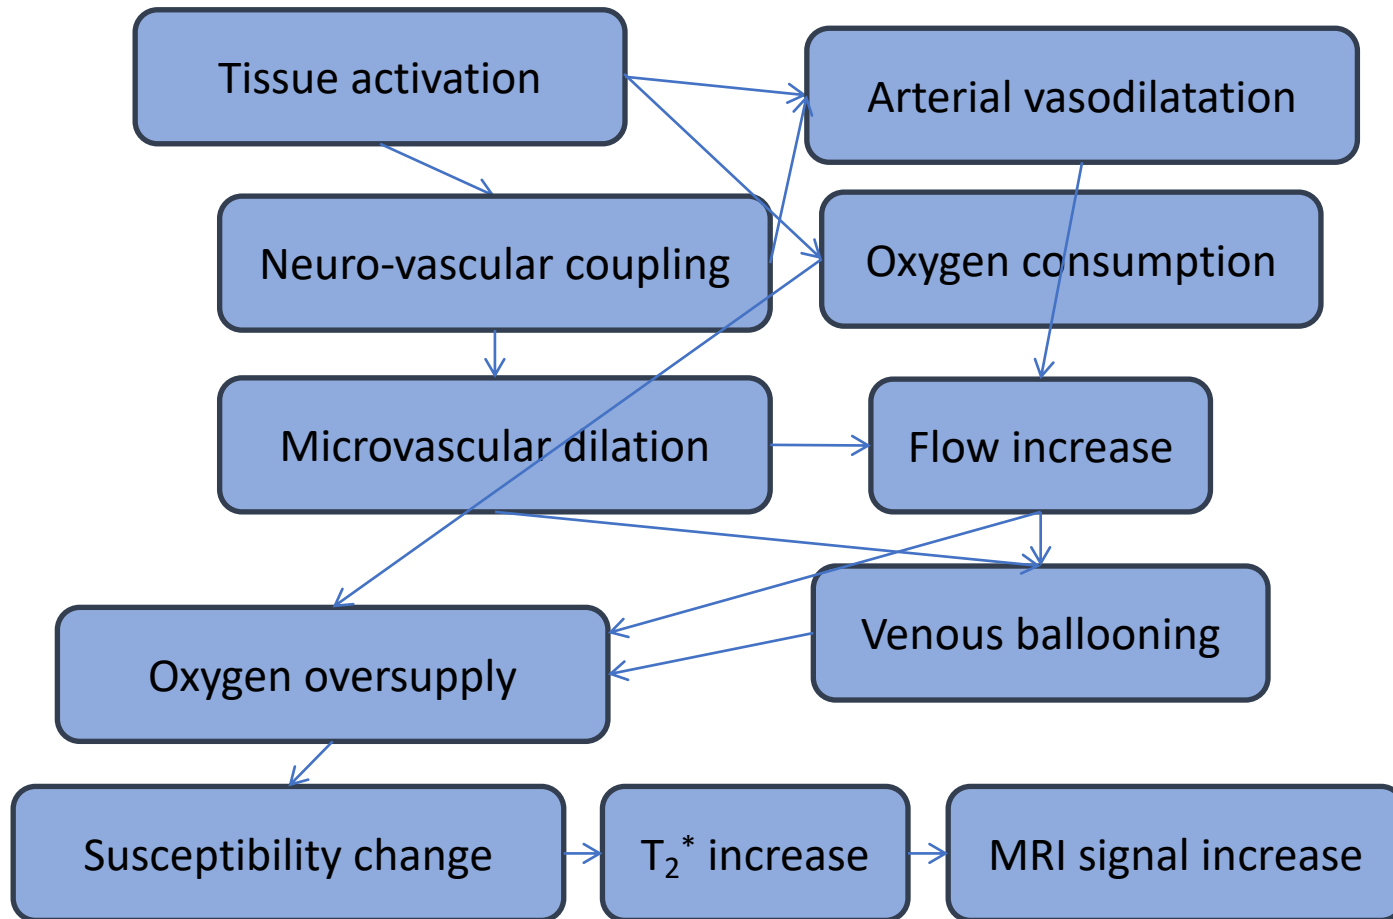 Tissue activation
Arterial vasodilatation
Neuro-vascular coupling
Oxygen consumption
Microvascular dilation
Flow increase
Venous ballooning
Oxygen oversupply
Susceptibility change
T₂* increase
MRI signal increase